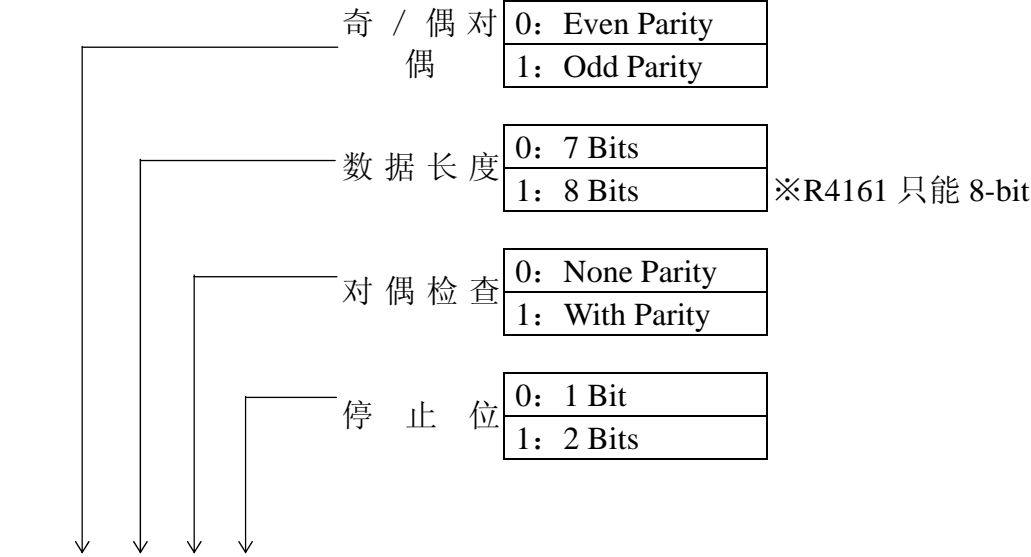 奇 / 偶 对 偶
0：Even Parity
1：Odd Parity
数 据 长 度
0：7 Bits
1：8 Bits
※R4161 只能 8-bit
对 偶 检 查
0：None Parity
1：With Parity
停 止 位
0：1 Bit
1：2 Bits